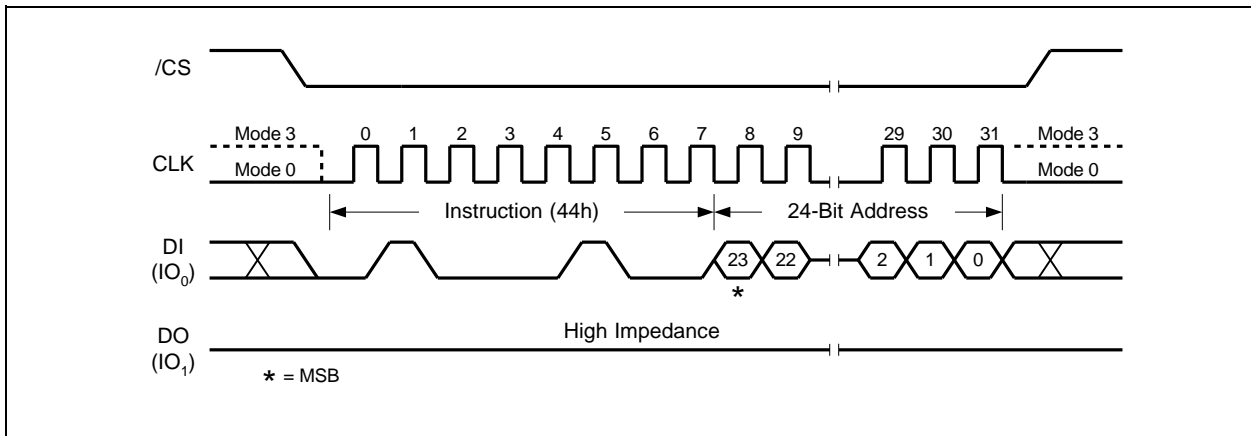 /CS
Mode 3 0 1 2 3 4 5 6 7 8 9 29 30 31 Mode 3
CLK
Mode 0 Mode 0
Instruction (44h) 24-Bit Address
DI
(IO0)
23 22 2 1 0
*
High Impedance
DO
(IO1)
* = MSB